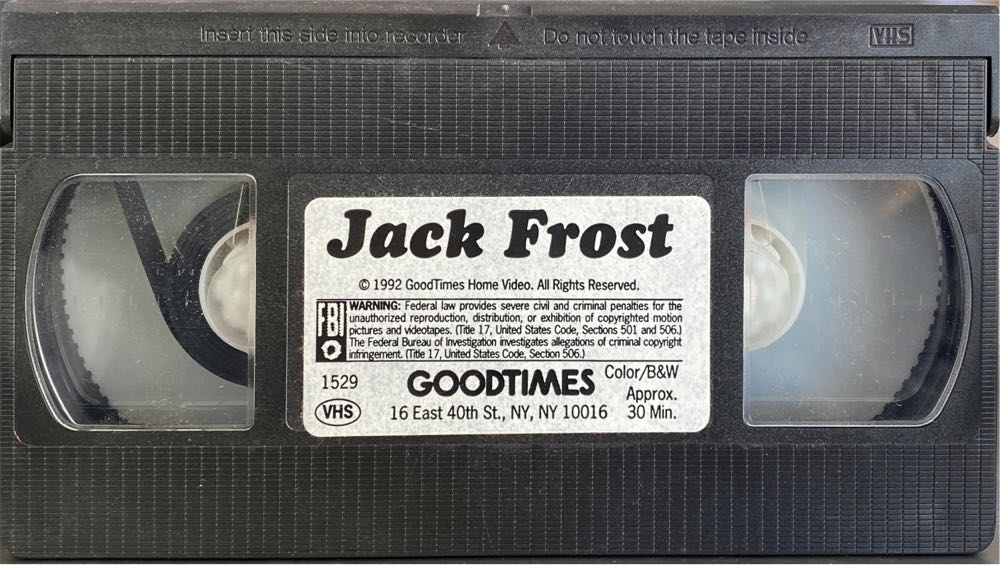 Insert this side into recorder Do not touch the tape inside VHS
Jack Frost
© 1992 GoodTimes Home Video. All Rights Reserved.
FBI
WARNING: Federal law provides severe civil and criminal penalties for the
unauthorized reproduction, distribution, or exhibition of copyrighted motion
pictures and videotapes. (Title 17, United States Code, Sections 501 and 506.)
The Federal Bureau of Investigation investigates allegations of criminal copyright
infringement. (Title 17, United States Code, Section 506.)
1529 GOODTIMES Color/B&W
VHS 16 East 40th St., NY, NY 10016 Approx.
30 Min.